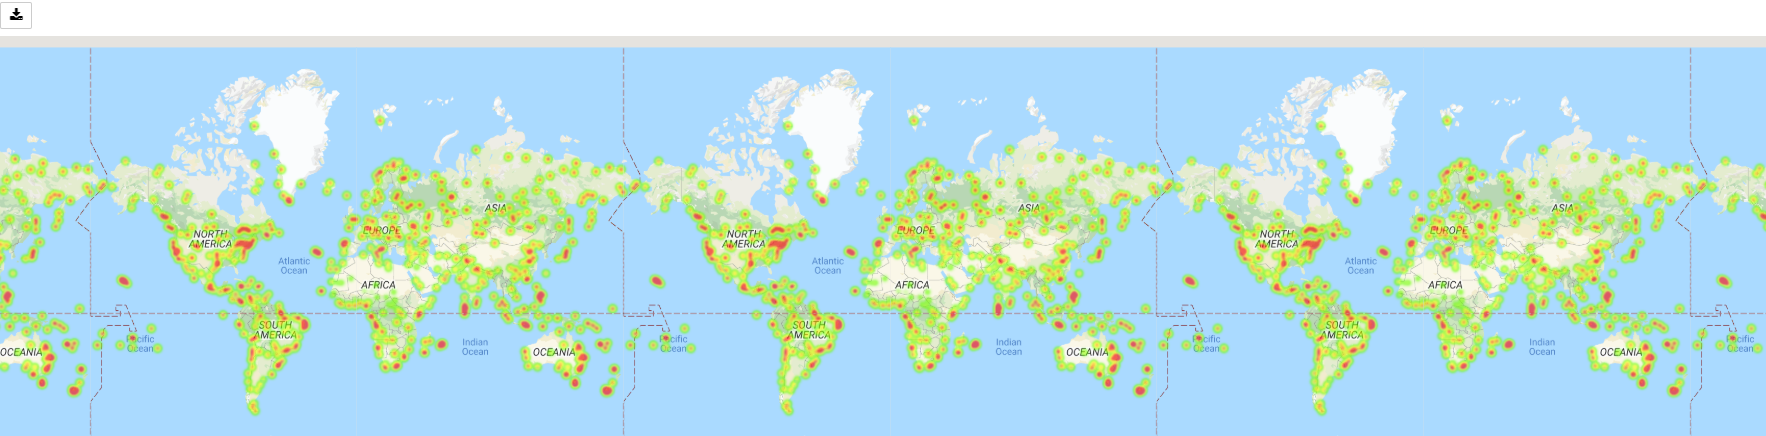 ASIA
ASIA
ASIA
NORTH
AMERICA
EUROPE
NORTH
AMERICA
EUROPE
NORTH
AMERICA
EUROPE
Atlantic
Ocean
Atlantic
Ocean
Atlantic
Ocean
AFRICA
AFRICA
AFRICA
SOUTH
AMERICA
SOUTH
AMERICA
SOUTH
AMERICA
OCEANIA
Pacific
Ocean
Indian
Ocean
OCEANIA
Pacific
Ocean
Indian
Ocean
OCEANIA
Pacific
Ocean
Indian
Ocean
OCEANIA
Pacific
Ocean